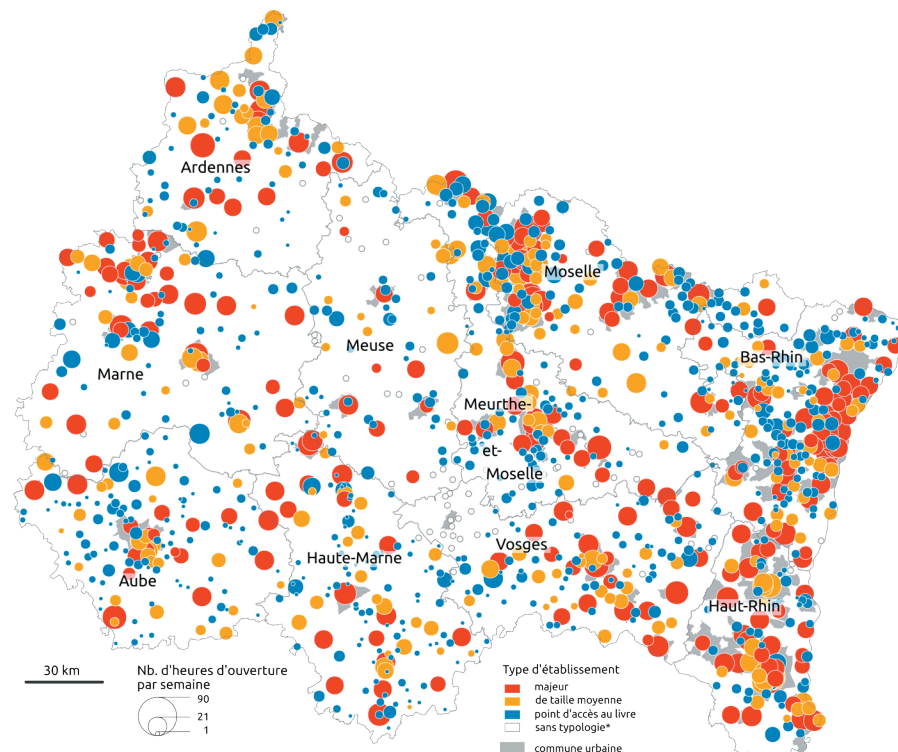 Ardennes
Moselle
Meuse
Bas-Rhin
Marne
Meurthe-
et-
Moselle
Vosges
Haute-Marne
Aube
Haut-Rhin
30 km
Nb. d'heures d'ouverture
par semaine
90
21
1
Type d'établissement
majeur
de taille moyenne
point d'accès au livre
sans typologie*
commune urbaine